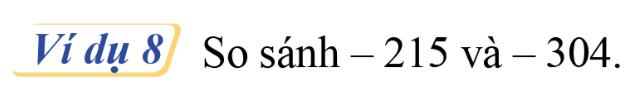 Ví dụ 8 So sánh – 215 và – 304.